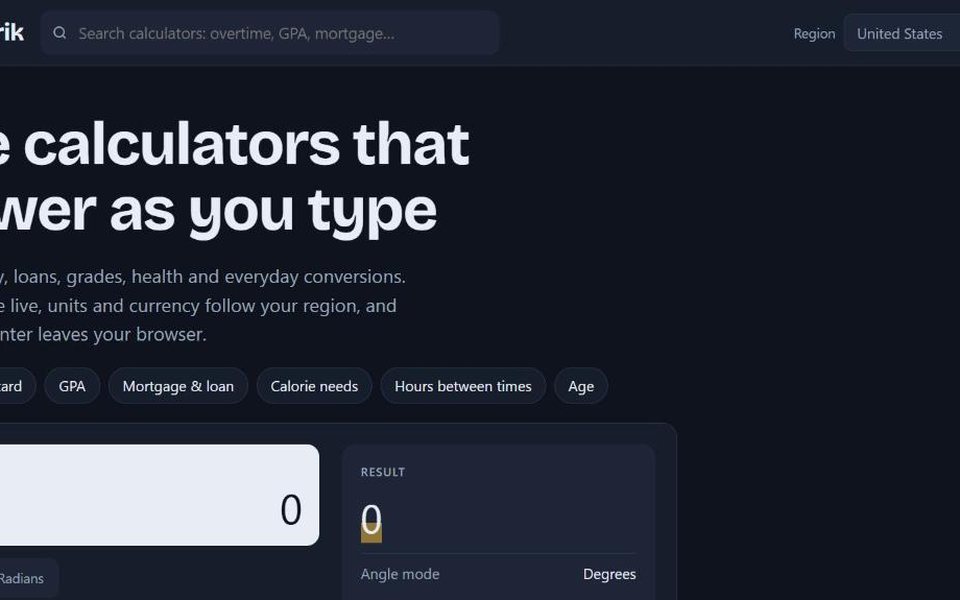 rik
Search calculators: overtime, GPA, mortgage...
Region
United States
e calculators that
wer as you type
y, loans, grades, health and everyday conversions.
e live, units and currency follow your region, and
nter leaves your browser.
ard
GPA
Mortgage & loan
Calorie needs
Hours between times
Age
0
RESULT
0
Radians
Angle mode
Degrees